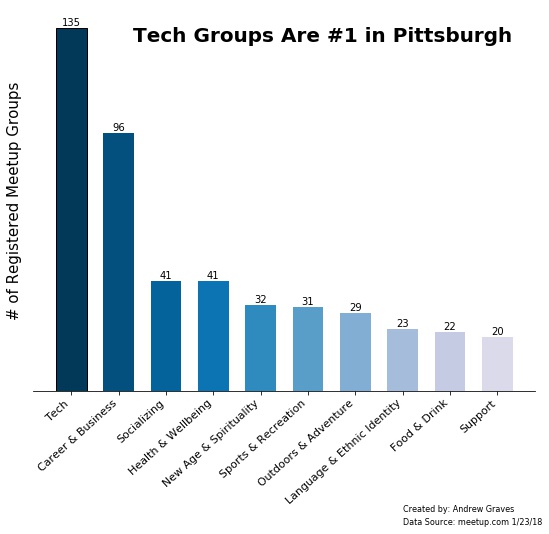 Tech Groups Are #1 in Pittsburgh
# of Registered Meetup Groups
135
96
41
41
32
31
29
23
22
20
Tech
Career & Business
Socializing
Health & Wellbeing
New Age & Spirituality
Sports & Recreation
Outdoors & Adventure
Language & Ethnic Identity
Food & Drink
Support
Created by: Andrew Graves
Data Source: meetup.com 1/23/18